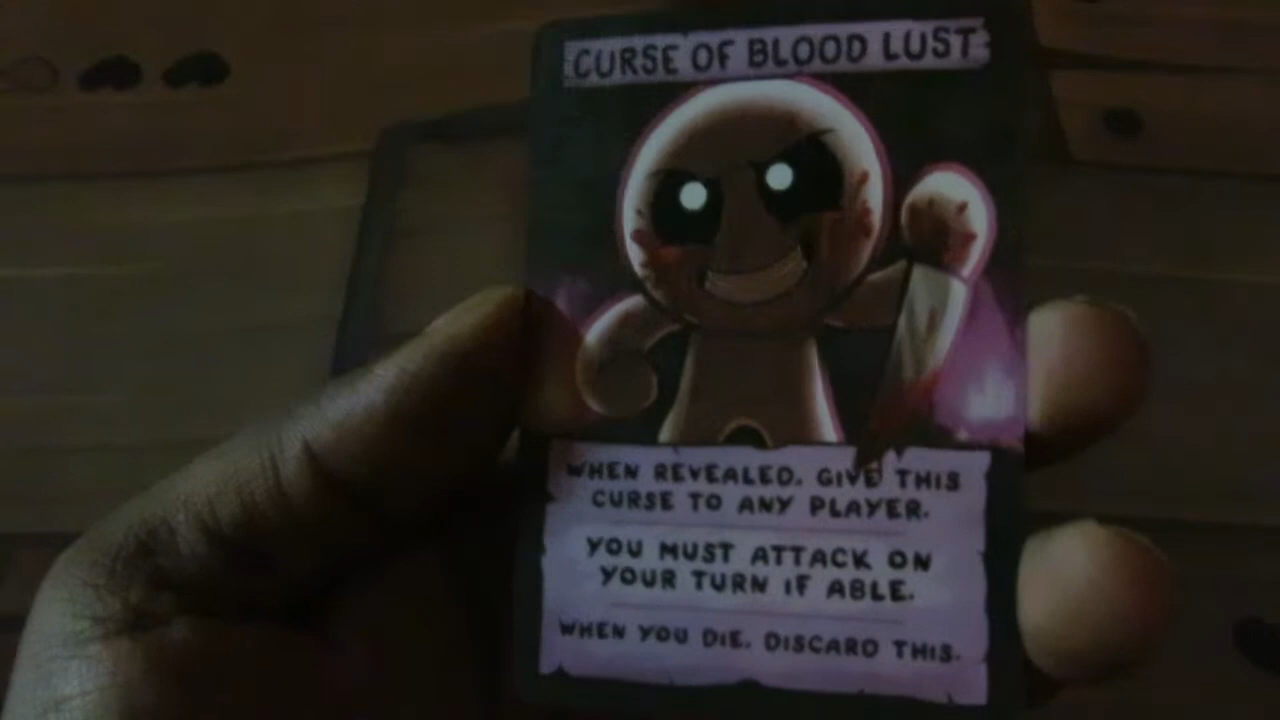 CURSE OF BLOOD LUST
WHEN REVEALED, GIVE THIS
CURSE TO ANY PLAYER.
YOU MUST ATTACK ON
YOUR TURN IF ABLE.
WHEN YOU DIE, DISCARD THIS.